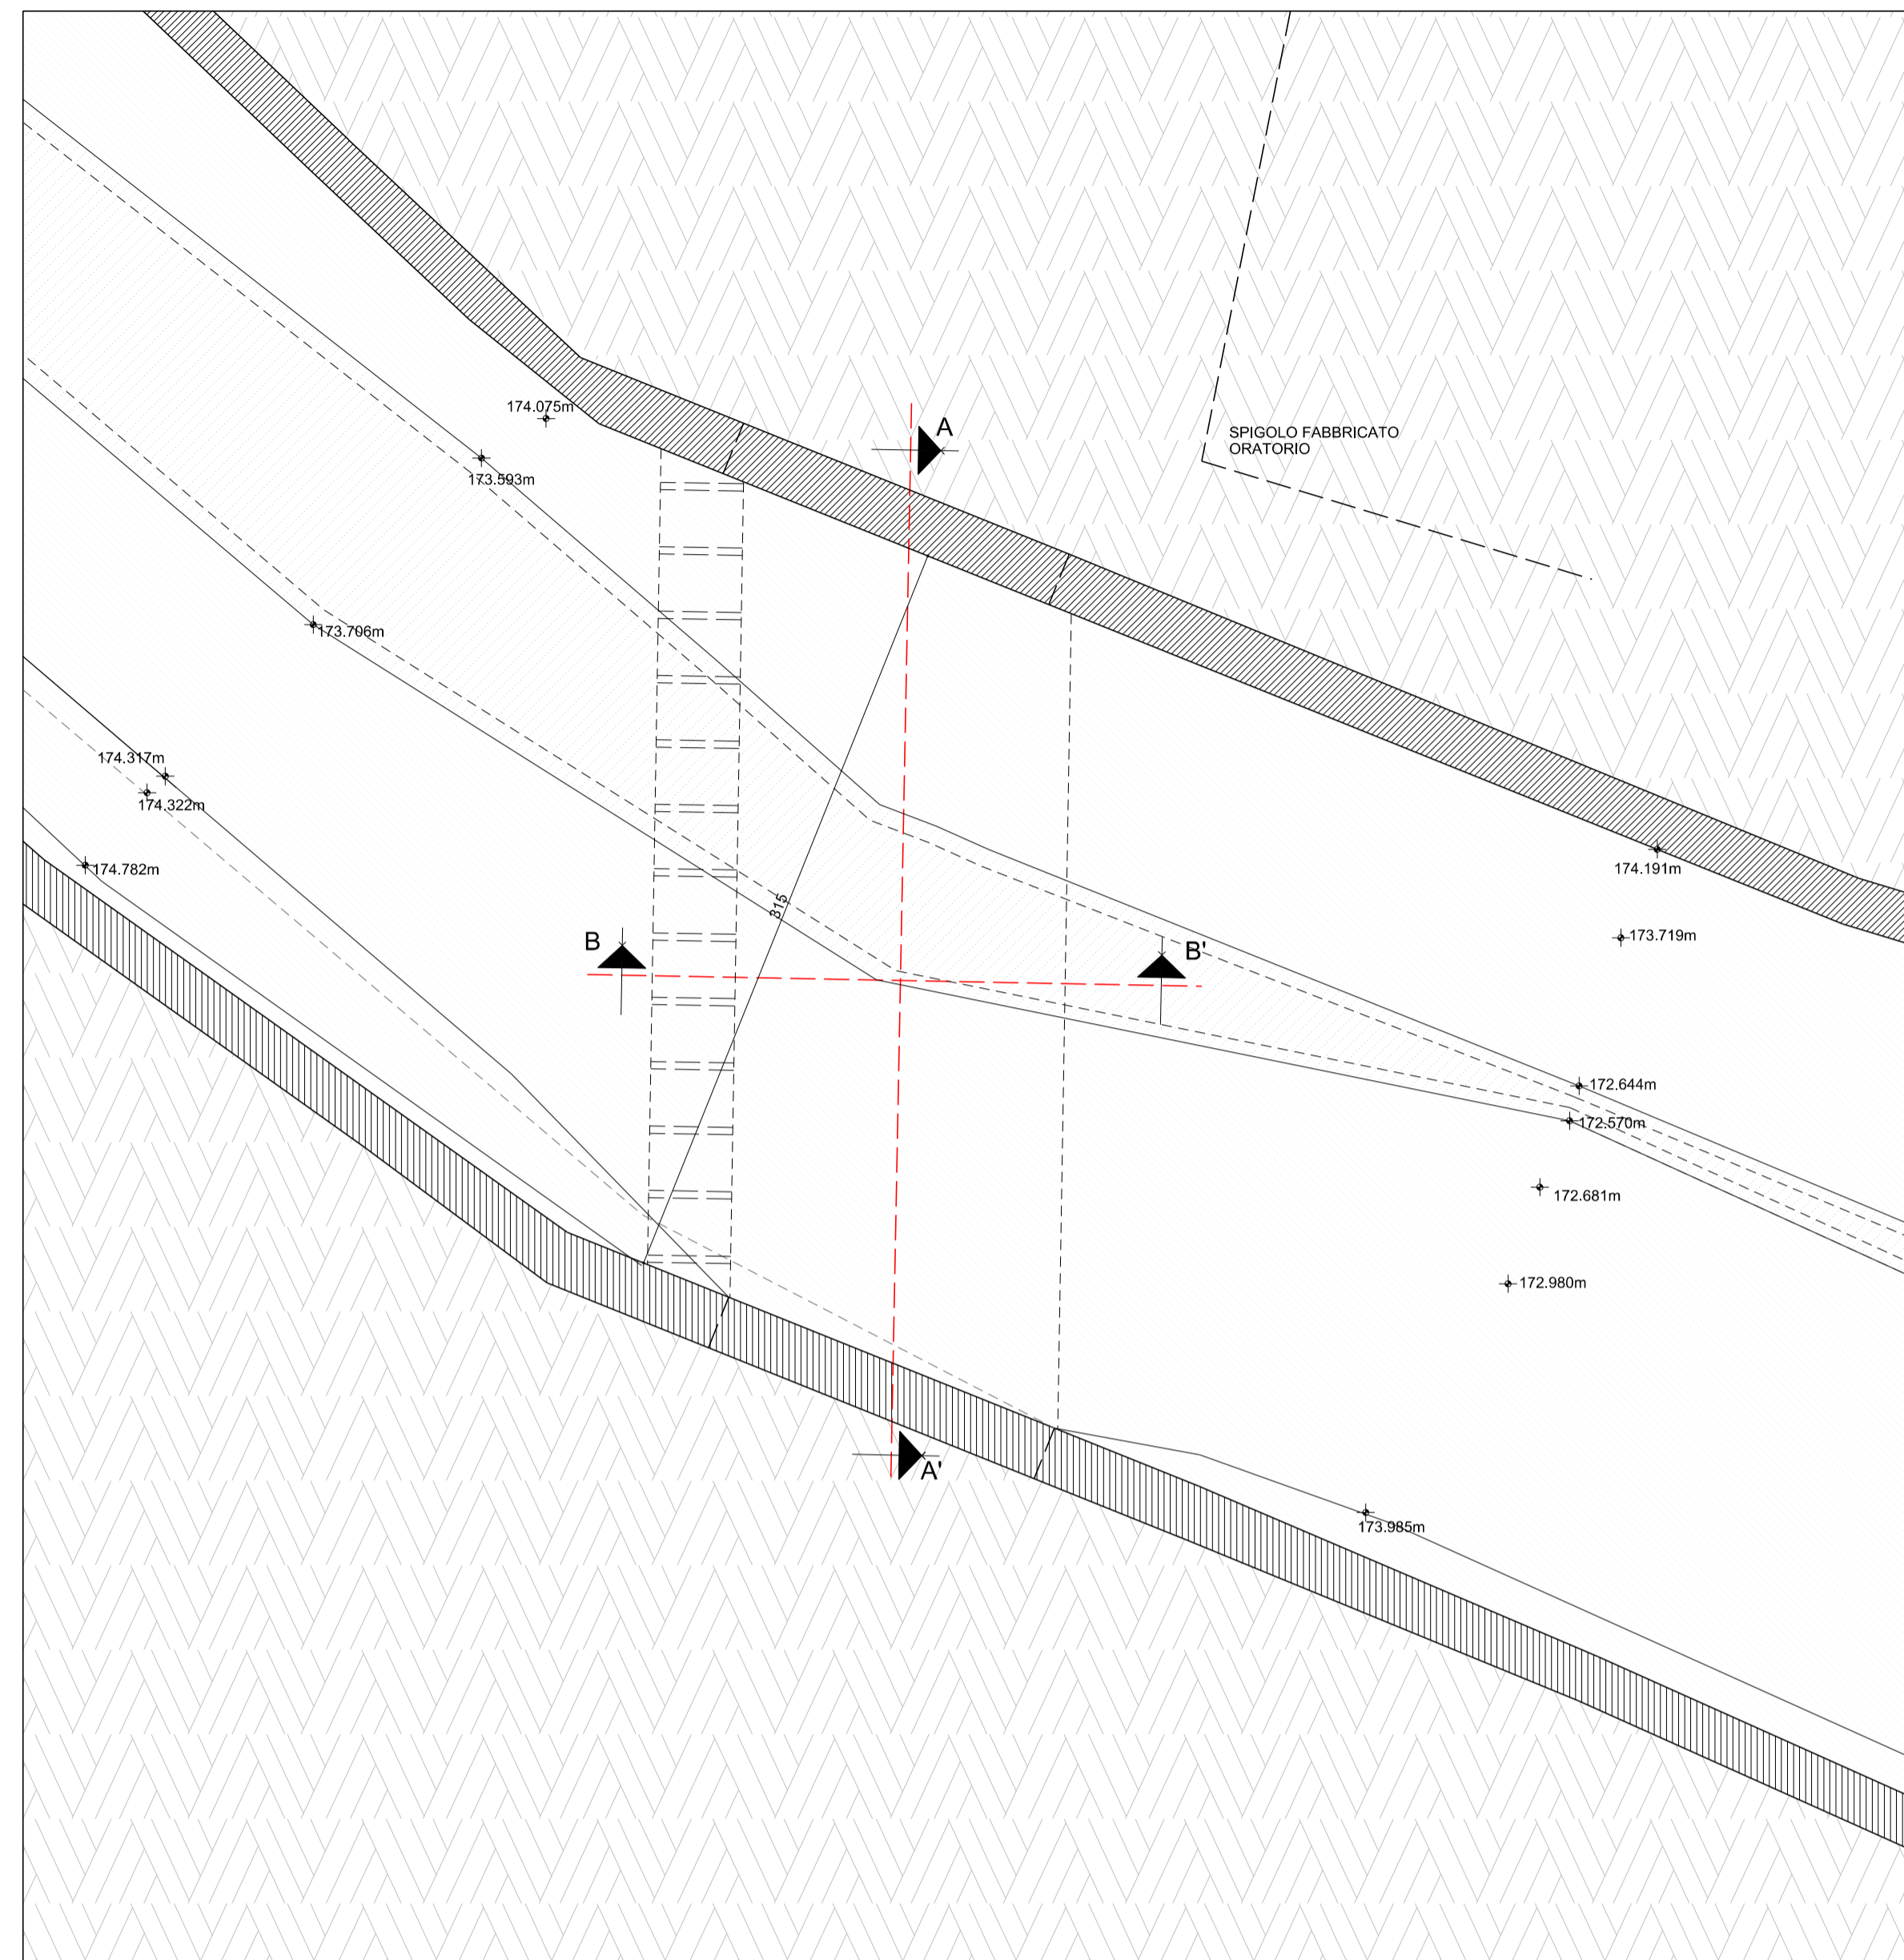 174.075m
A
SPIGOLO FABBRICATO
ORATORIO
173.593m
173.706m
174.317m
174.322m
174.782m
174.191m
315
173.719m
B
B'
172.644m
172.570m
172.681m
172.980m
A'
173.985m